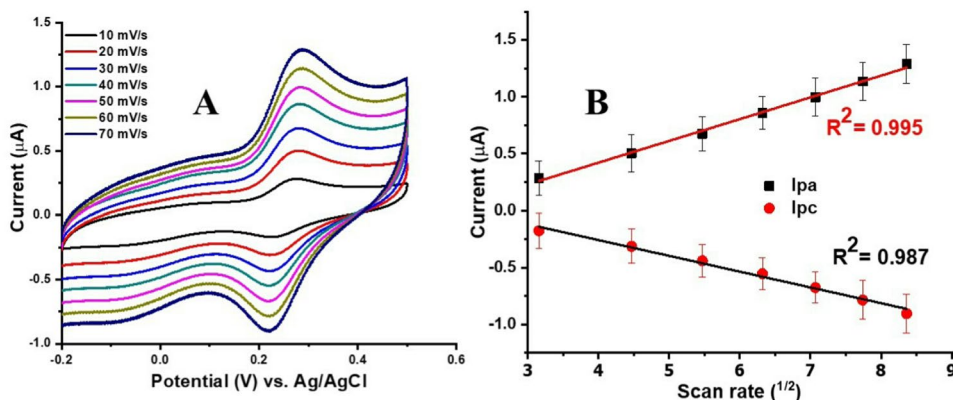 1.5
1.0
0.5
0.0
-0.5
-1.0
Current (µA)
10 mV/s
20 mV/s
30 mV/s
40 mV/s
50 mV/s
60 mV/s
70 mV/s
A
-0.2 0.0 0.2 0.4 0.6
Potential (V) vs. Ag/AgCl
1.5
1.0
0.5
0.0
-0.5
-1.0
Current (µA)
B
R² = 0.995
Ipa
Ipc
R² = 0.987
3 4 5 6 7 8 9
Scan rate (¹ᐟ²)